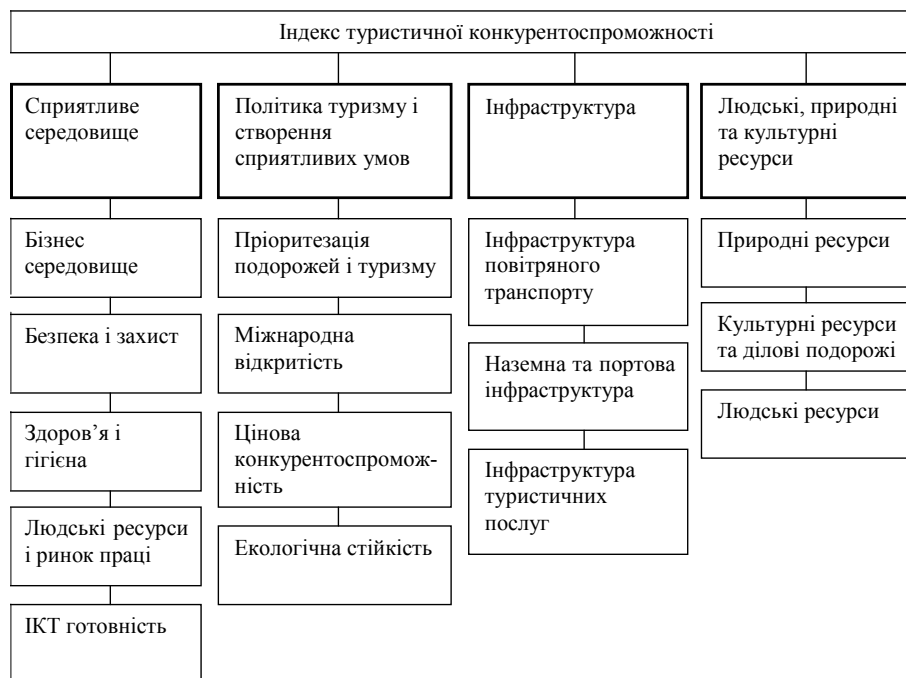 Індекс туристичної конкурентоспроможності
Сприятливе
середовище
Політика туризму і
створення
сприятливих умов
Інфраструктура
Людські, природні
та культурні
ресурси
Бізнес
середовище
Пріоритезація
подорожей і туризму
Інфраструктура
повітряного
транспорту
Природні ресурси
Безпека і захист
Міжнародна
відкритість
Наземна та портова
інфраструктура
Культурні ресурси
та ділові подорожі
Здоров’я і
гігієна
Цінова
конкурентоспромож-
ність
Інфраструктура
туристичних
послуг
Людські ресурси
Людські ресурси
і ринок праці
Екологічна стійкість
ІКТ готовність